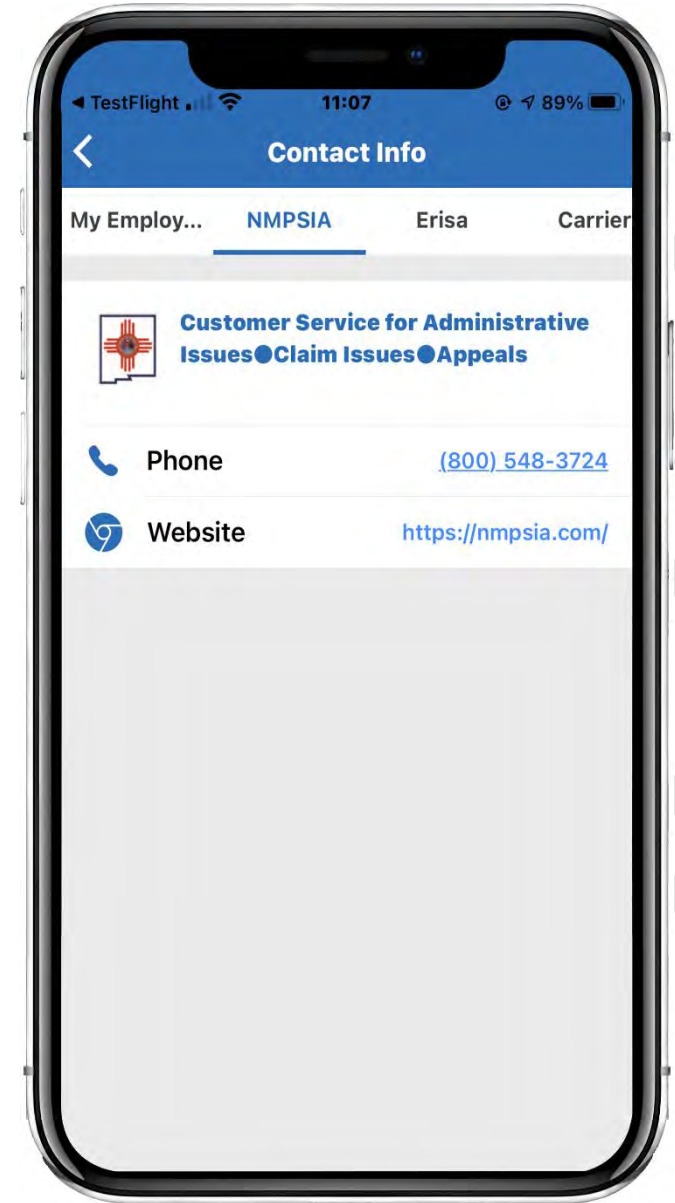 ◀ TestFlight 11:07 89%
Contact Info
My Employ... NMPSIA Erisa Carrier
Customer Service for Administrative
Issues●Claim Issues●Appeals
Phone (800) 548-3724
Website https://nmpsia.com/